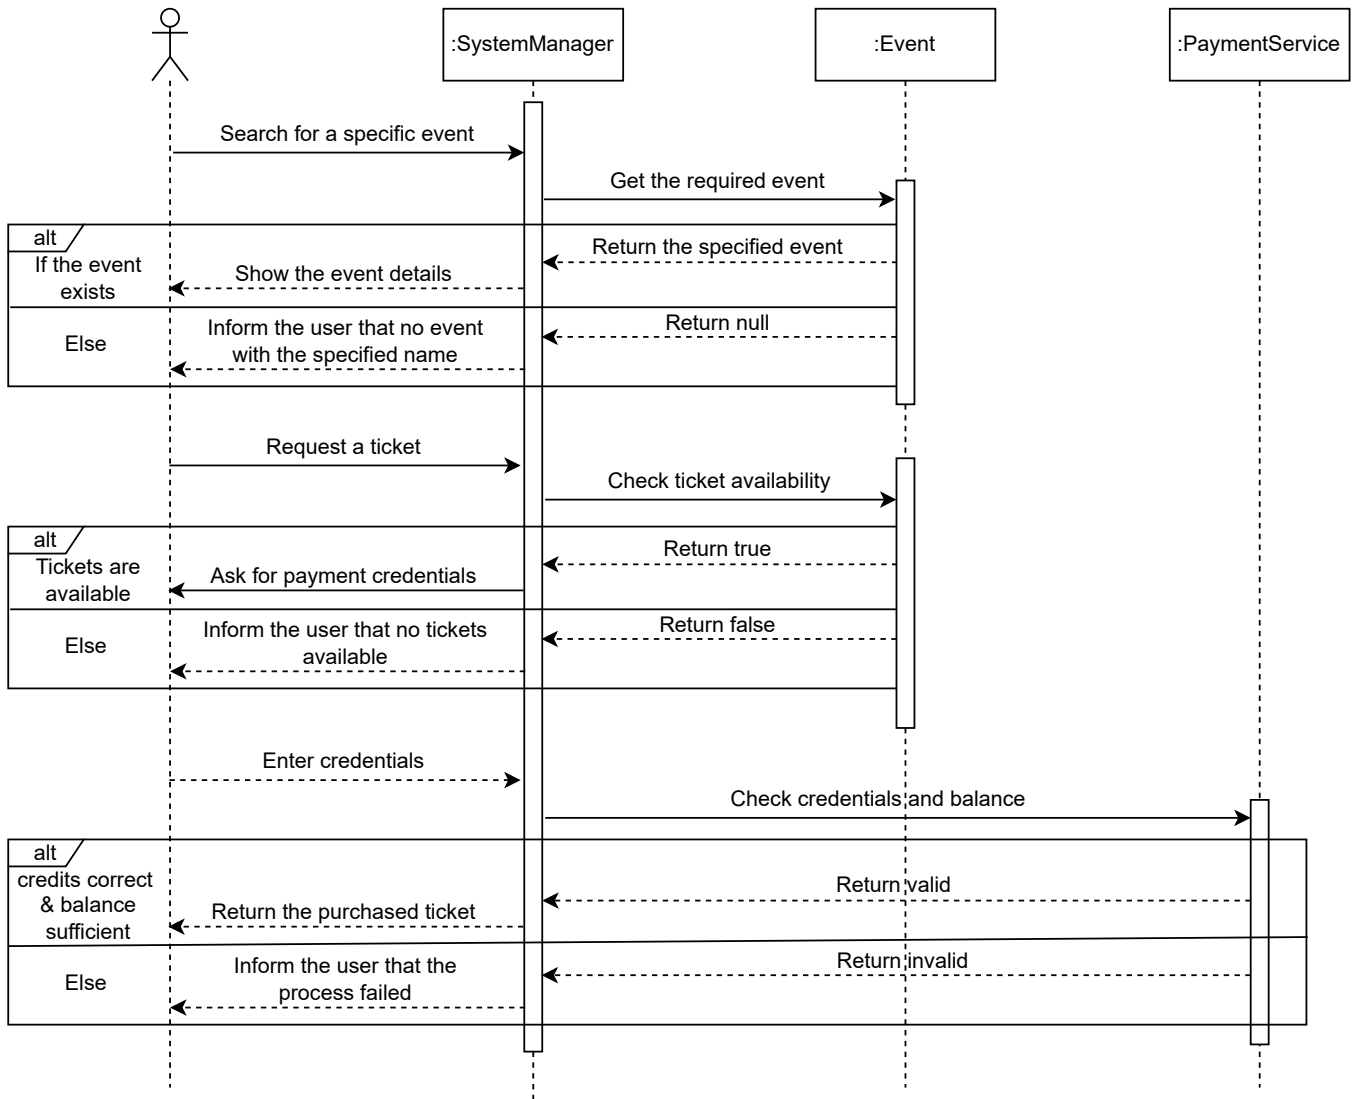 :SystemManager
:Event
:PaymentService
Search for a specific event
Get the required event
alt
If the event
exists
Return the specified event
Show the event details
Else
Inform the user that no event
with the specified name
Return null
Request a ticket
Check ticket availability
alt
Tickets are
available
Return true
Ask for payment credentials
Else
Inform the user that no tickets
available
Return false
Enter credentials
Check credentials and balance
alt
credits correct
& balance
sufficient
Return valid
Return the purchased ticket
Else
Inform the user that the
process failed
Return invalid